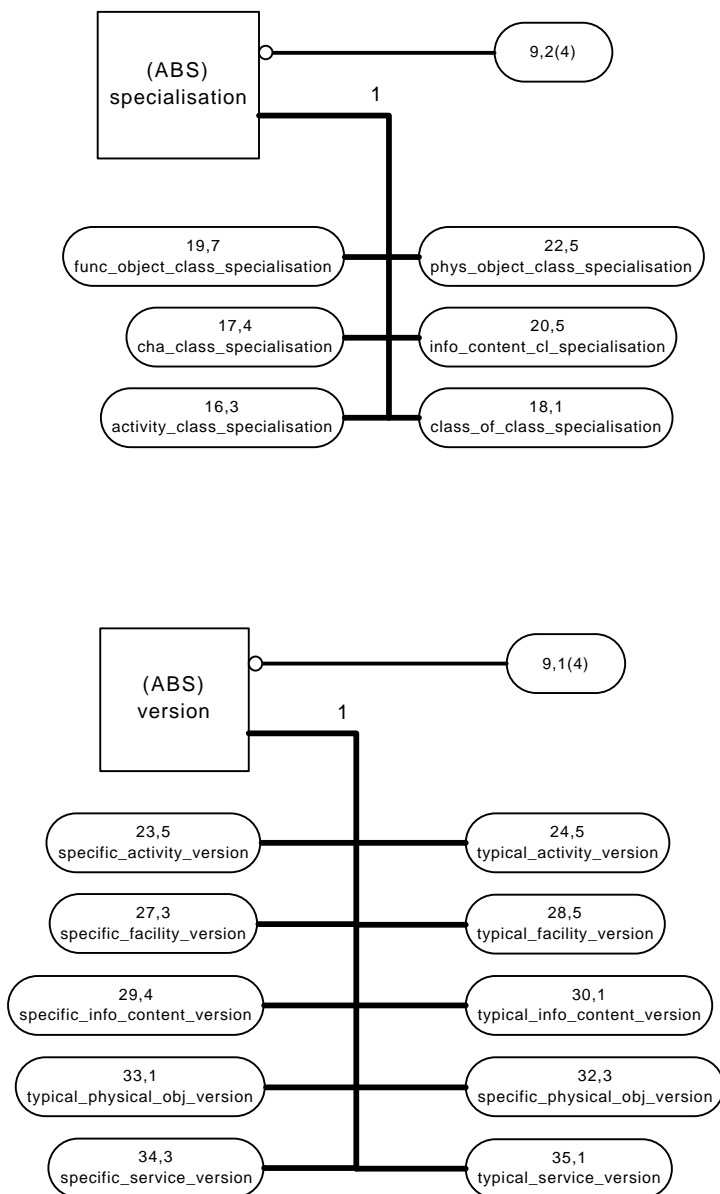 (ABS)
specialisation
9,2(4)
1
19,7
func_object_class_specialisation
22,5
phys_object_class_specialisation
17,4
cha_class_specialisation
20,5
info_content_cl_specialisation
16,3
activity_class_specialisation
18,1
class_of_class_specialisation
(ABS)
version
9,1(4)
1
23,5
specific_activity_version
24,5
typical_activity_version
27,3
specific_facility_version
28,5
typical_facility_version
29,4
specific_info_content_version
30,1
typical_info_content_version
33,1
typical_physical_obj_version
32,3
specific_physical_obj_version
34,3
specific_service_version
35,1
typical_service_version